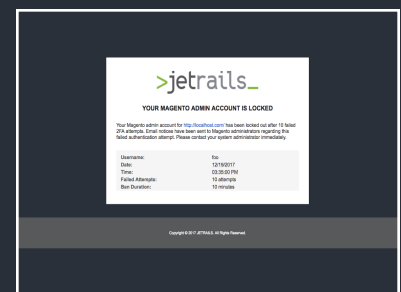 >jetrails_
YOUR MAGENTO ADMIN ACCOUNT IS LOCKED
Your Magento admin account for http://localhost.com/ has been locked out after 10 failed
2FA attempts. Email notices have been sent to Magento administrators regarding this
failed authentication attempt. Please contact your system administrator immediately.
Username: foo
Date: 12/19/2017
Time: 03:35:00 PM
Failed Attempts: 10 attempts
Ban Duration: 10 minutes
Copyright © 2017 JETRAILS. All Rights Reserved.